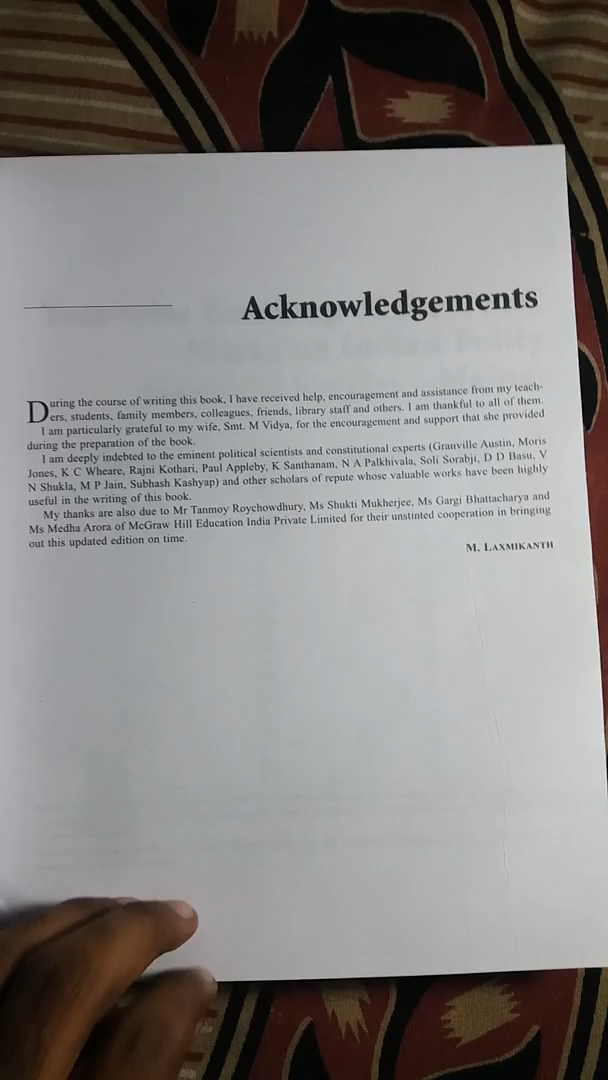 Acknowledgements
During the course of writing this book, I have received help, encouragement and assistance from my teach-
ers, students, family members, colleagues, friends, library staff and others. I am thankful to all of them.
I am particularly grateful to my wife, Smt. M Vidya, for the encouragement and support that she provided
during the preparation of the book.
I am deeply indebted to the eminent political scientists and constitutional experts (Granville Austin, Moris
Jones, K C Wheare, Rajni Kothari, Paul Appleby, K Santhanam, N A Palkhivala, Soli Sorabji, D D Basu, V
N Shukla, M P Jain, Subhash Kashyap) and other scholars of repute whose valuable works have been highly
useful in the writing of this book.
My thanks are also due to Mr Tanmoy Roychowdhury, Ms Shukti Mukherjee, Ms Gargi Bhattacharya and
Ms Medha Arora of McGraw Hill Education India Private Limited for their unstinted cooperation in bringing
out this updated edition on time.
M. LAXMIKANTH